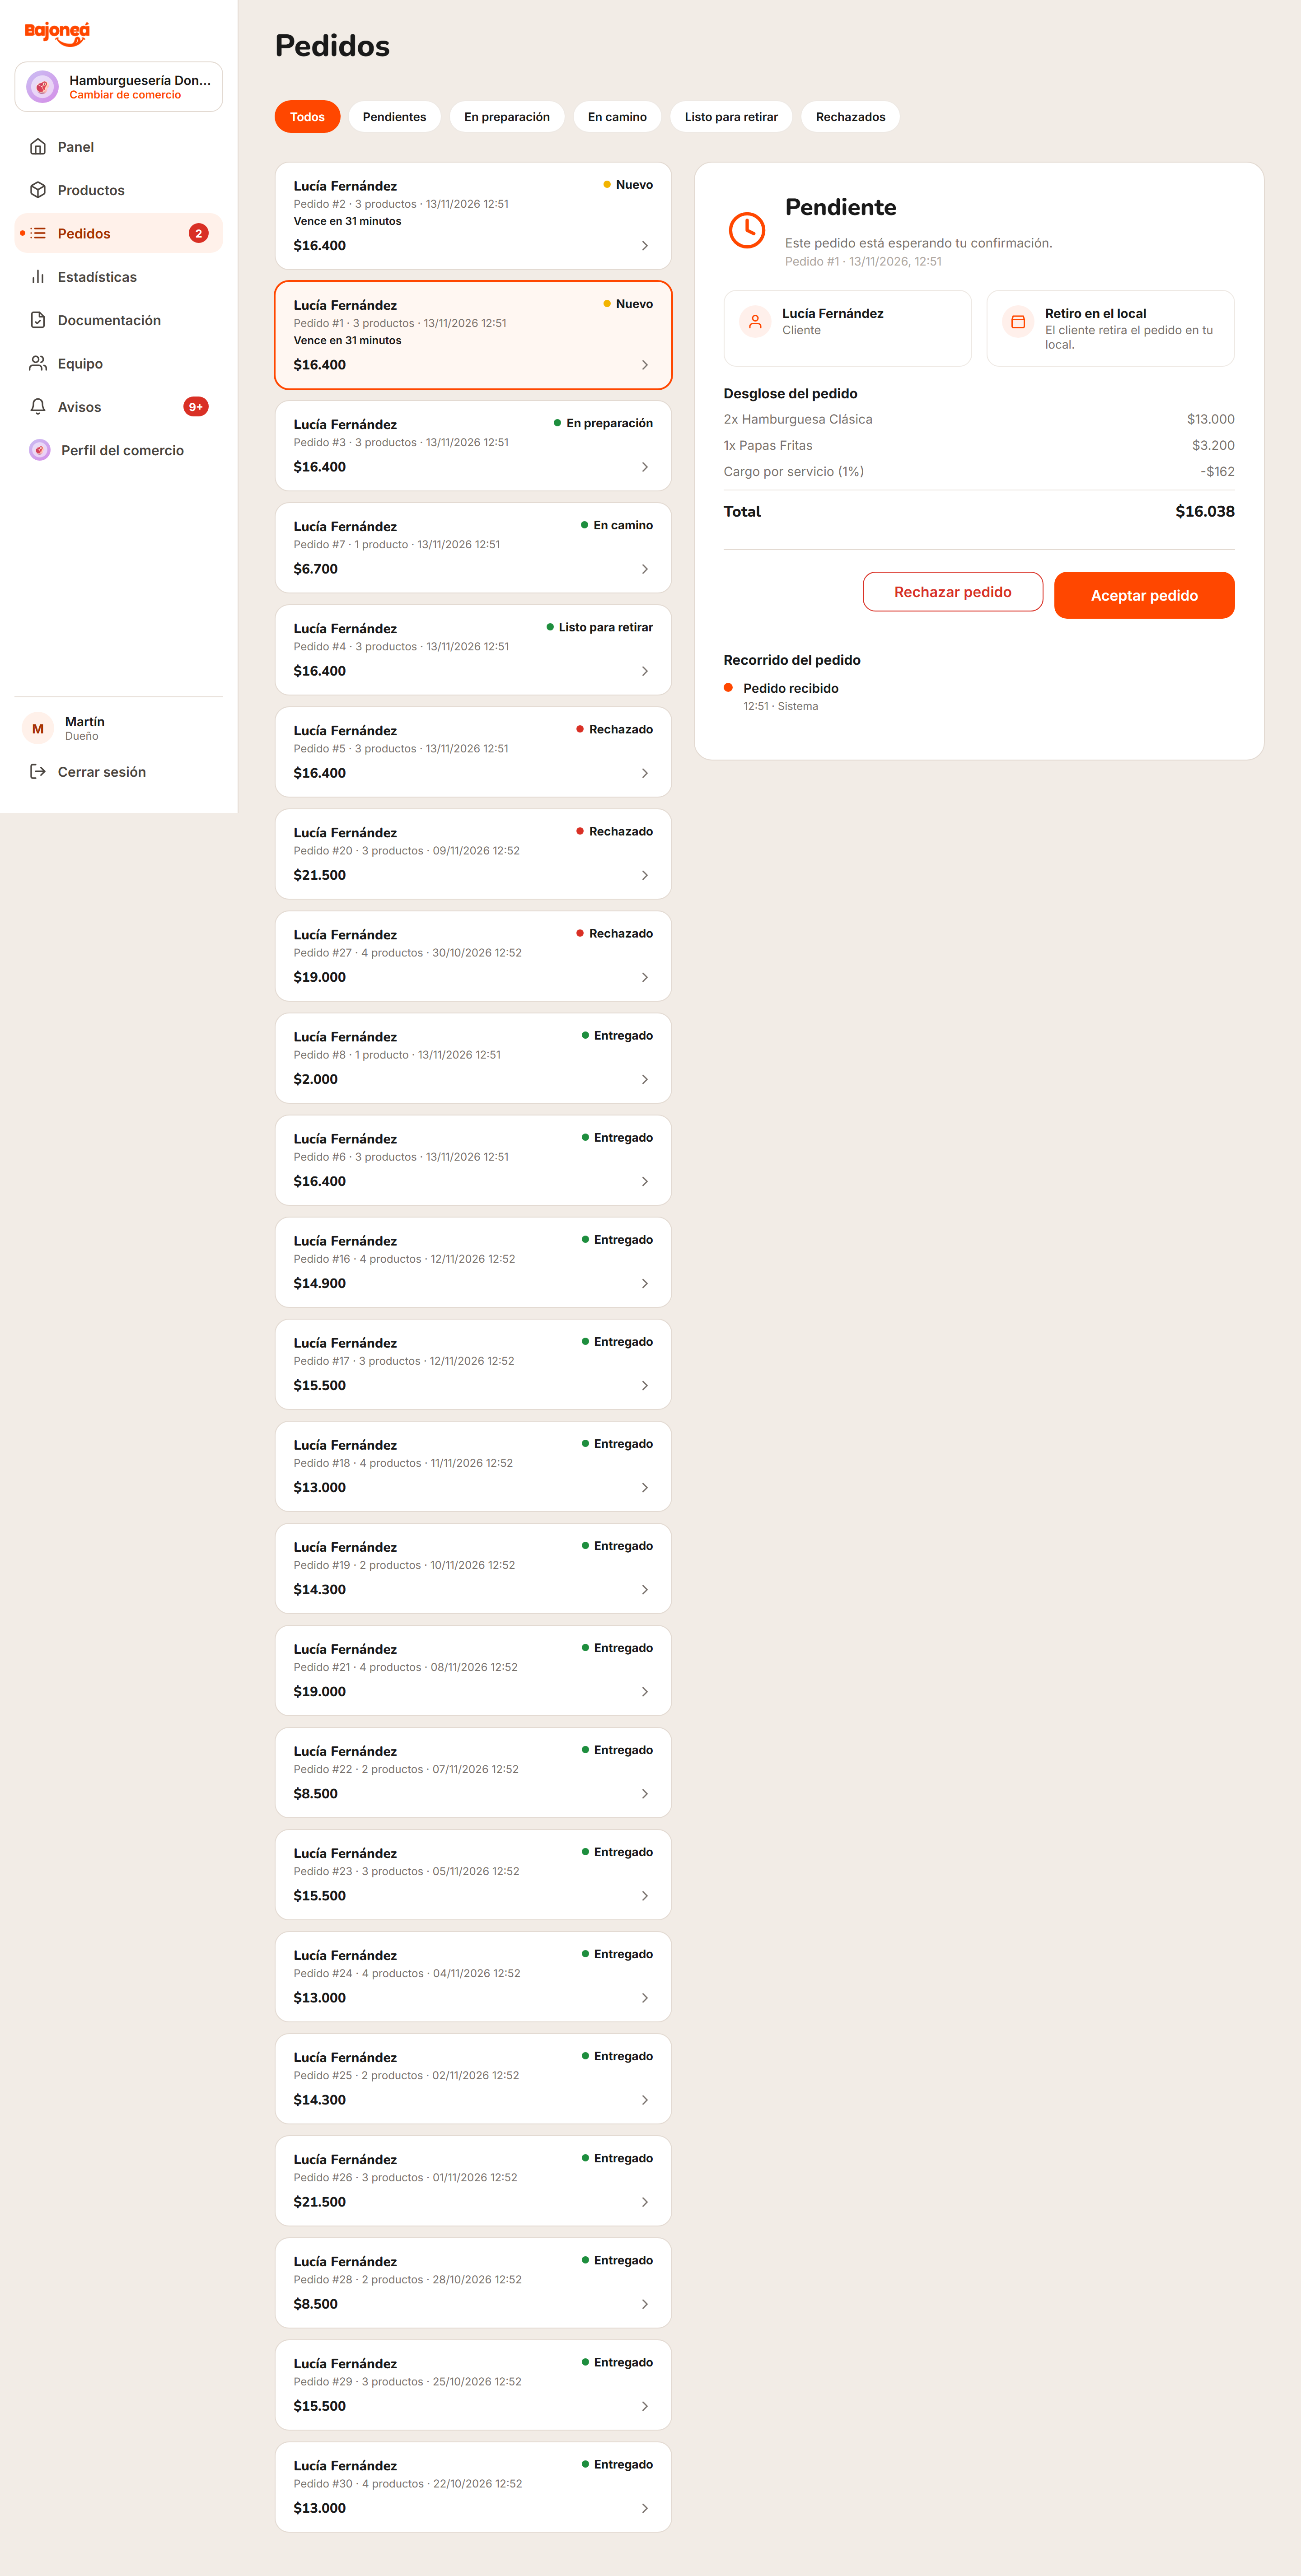 Bajoneá
Hamburguesería Don...
Cambiar de comercio
Panel
Productos
Pedidos 2
Estadísticas
Documentación
Equipo
Avisos 9+
Perfil del comercio
M
Martín
Dueño
Cerrar sesión
Pedidos
Todos Pendientes En preparación En camino Listo para retirar Rechazados
Lucía Fernández Nuevo
Pedido #2 · 3 productos · 13/11/2026 12:51
Vence en 31 minutos
$16.400
Lucía Fernández Nuevo
Pedido #1 · 3 productos · 13/11/2026 12:51
Vence en 31 minutos
$16.400
Lucía Fernández En preparación
Pedido #3 · 3 productos · 13/11/2026 12:51
$16.400
Lucía Fernández En camino
Pedido #7 · 1 producto · 13/11/2026 12:51
$6.700
Lucía Fernández Listo para retirar
Pedido #4 · 3 productos · 13/11/2026 12:51
$16.400
Lucía Fernández Rechazado
Pedido #5 · 3 productos · 13/11/2026 12:51
$16.400
Lucía Fernández Rechazado
Pedido #20 · 3 productos · 09/11/2026 12:52
$21.500
Lucía Fernández Rechazado
Pedido #27 · 4 productos · 30/10/2026 12:52
$19.000
Lucía Fernández Entregado
Pedido #8 · 1 producto · 13/11/2026 12:51
$2.000
Lucía Fernández Entregado
Pedido #6 · 3 productos · 13/11/2026 12:51
$16.400
Lucía Fernández Entregado
Pedido #16 · 4 productos · 12/11/2026 12:52
$14.900
Lucía Fernández Entregado
Pedido #17 · 3 productos · 12/11/2026 12:52
$15.500
Lucía Fernández Entregado
Pedido #18 · 4 productos · 11/11/2026 12:52
$13.000
Lucía Fernández Entregado
Pedido #19 · 2 productos · 10/11/2026 12:52
$14.300
Lucía Fernández Entregado
Pedido #21 · 4 productos · 08/11/2026 12:52
$19.000
Lucía Fernández Entregado
Pedido #22 · 2 productos · 07/11/2026 12:52
$8.500
Lucía Fernández Entregado
Pedido #23 · 3 productos · 05/11/2026 12:52
$15.500
Lucía Fernández Entregado
Pedido #24 · 4 productos · 04/11/2026 12:52
$13.000
Lucía Fernández Entregado
Pedido #25 · 2 productos · 02/11/2026 12:52
$14.300
Lucía Fernández Entregado
Pedido #26 · 3 productos · 01/11/2026 12:52
$21.500
Lucía Fernández Entregado
Pedido #28 · 2 productos · 28/10/2026 12:52
$8.500
Lucía Fernández Entregado
Pedido #29 · 3 productos · 25/10/2026 12:52
$15.500
Lucía Fernández Entregado
Pedido #30 · 4 productos · 22/10/2026 12:52
$13.000
Pendiente
Este pedido está esperando tu confirmación.
Pedido #1 · 13/11/2026, 12:51
Lucía Fernández
Cliente
Retiro en el local
El cliente retira el pedido en tu
local.
Desglose del pedido
2x Hamburguesa Clásica $13.000
1x Papas Fritas $3.200
Cargo por servicio (1%) -$162
Total $16.038
Rechazar pedido Aceptar pedido
Recorrido del pedido
Pedido recibido
12:51 · Sistema